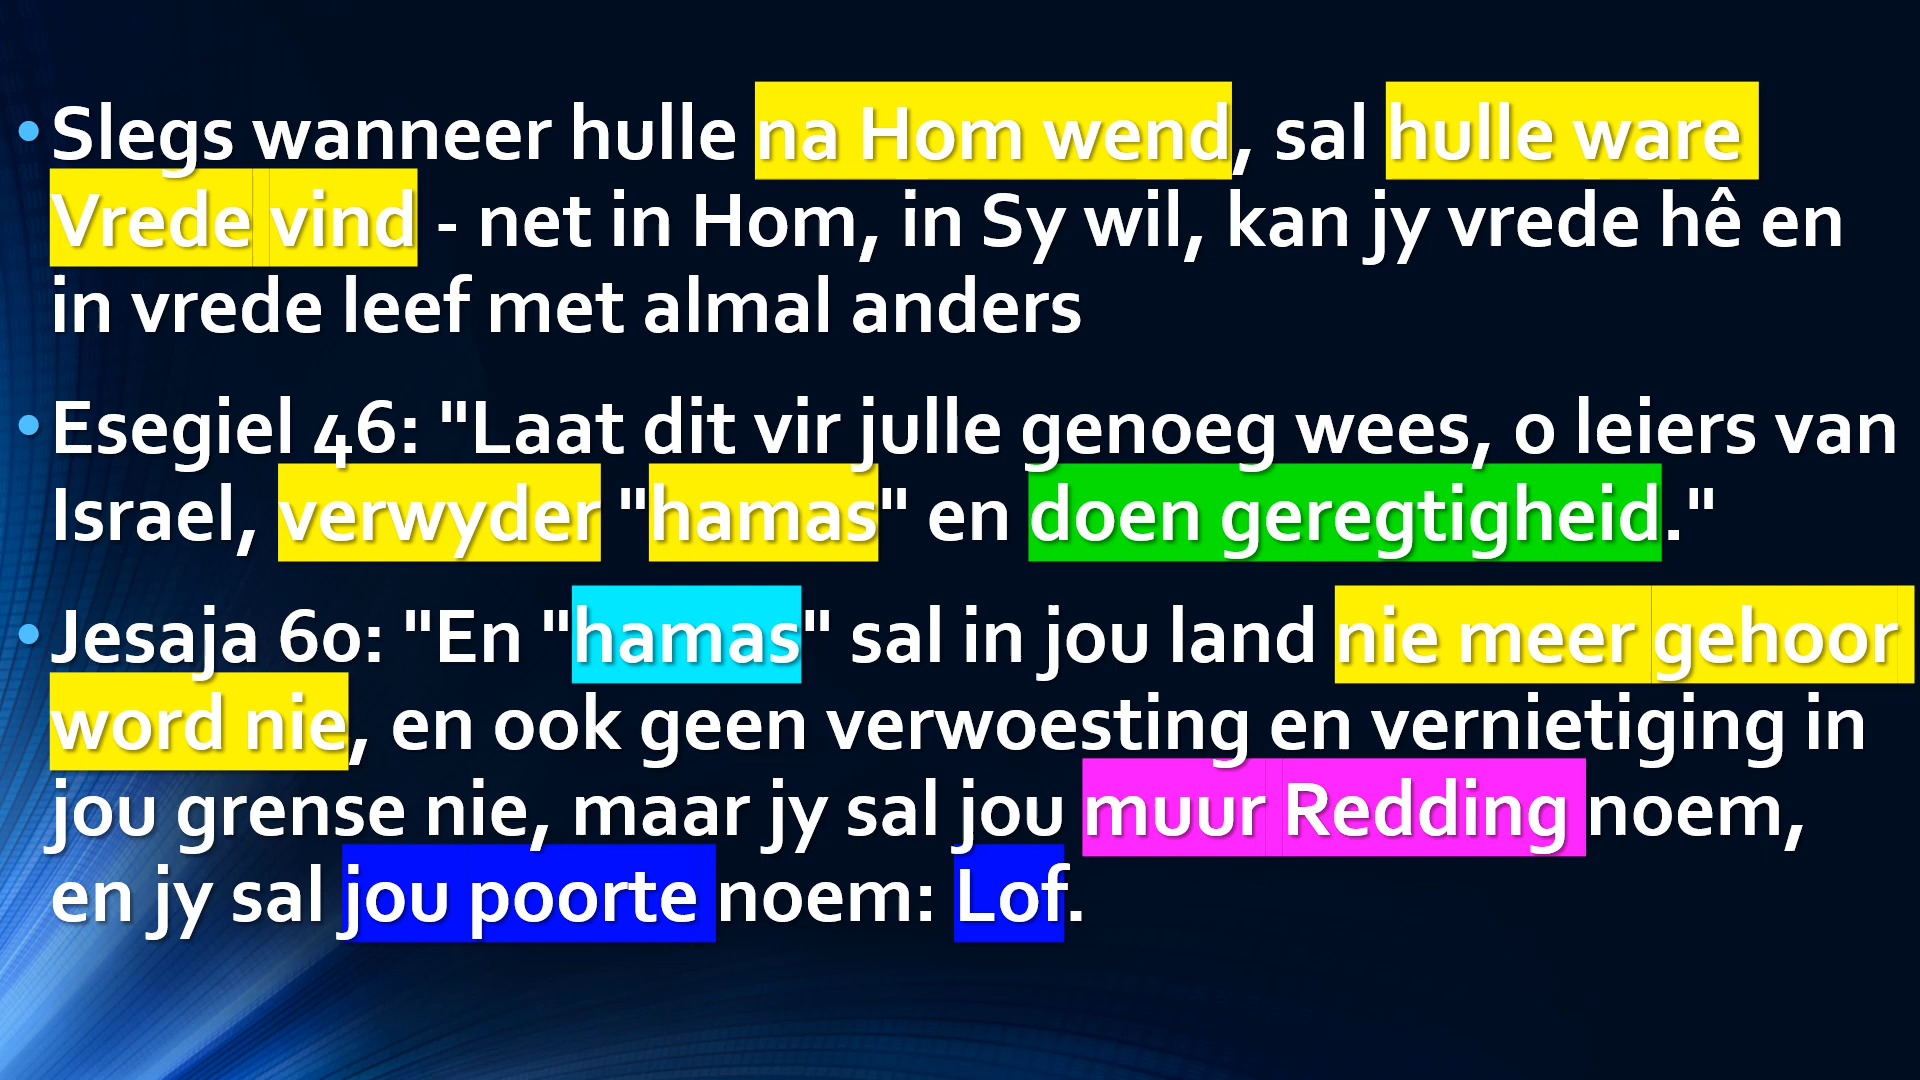 • Slegs wanneer hulle na Hom wend, sal hulle ware
Vrede vind - net in Hom, in Sy wil, kan jy vrede hê en
in vrede leef met almal anders
• Esegiel 46: "Laat dit vir julle genoeg wees, o leiers van
Israel, verwyder "hamas" en doen geregtigheid."
• Jesaja 60: "En "hamas" sal in jou land nie meer gehoor
word nie, en ook geen verwoesting en vernietiging in
jou grense nie, maar jy sal jou muur Redding noem,
en jy sal jou poorte noem: Lof.